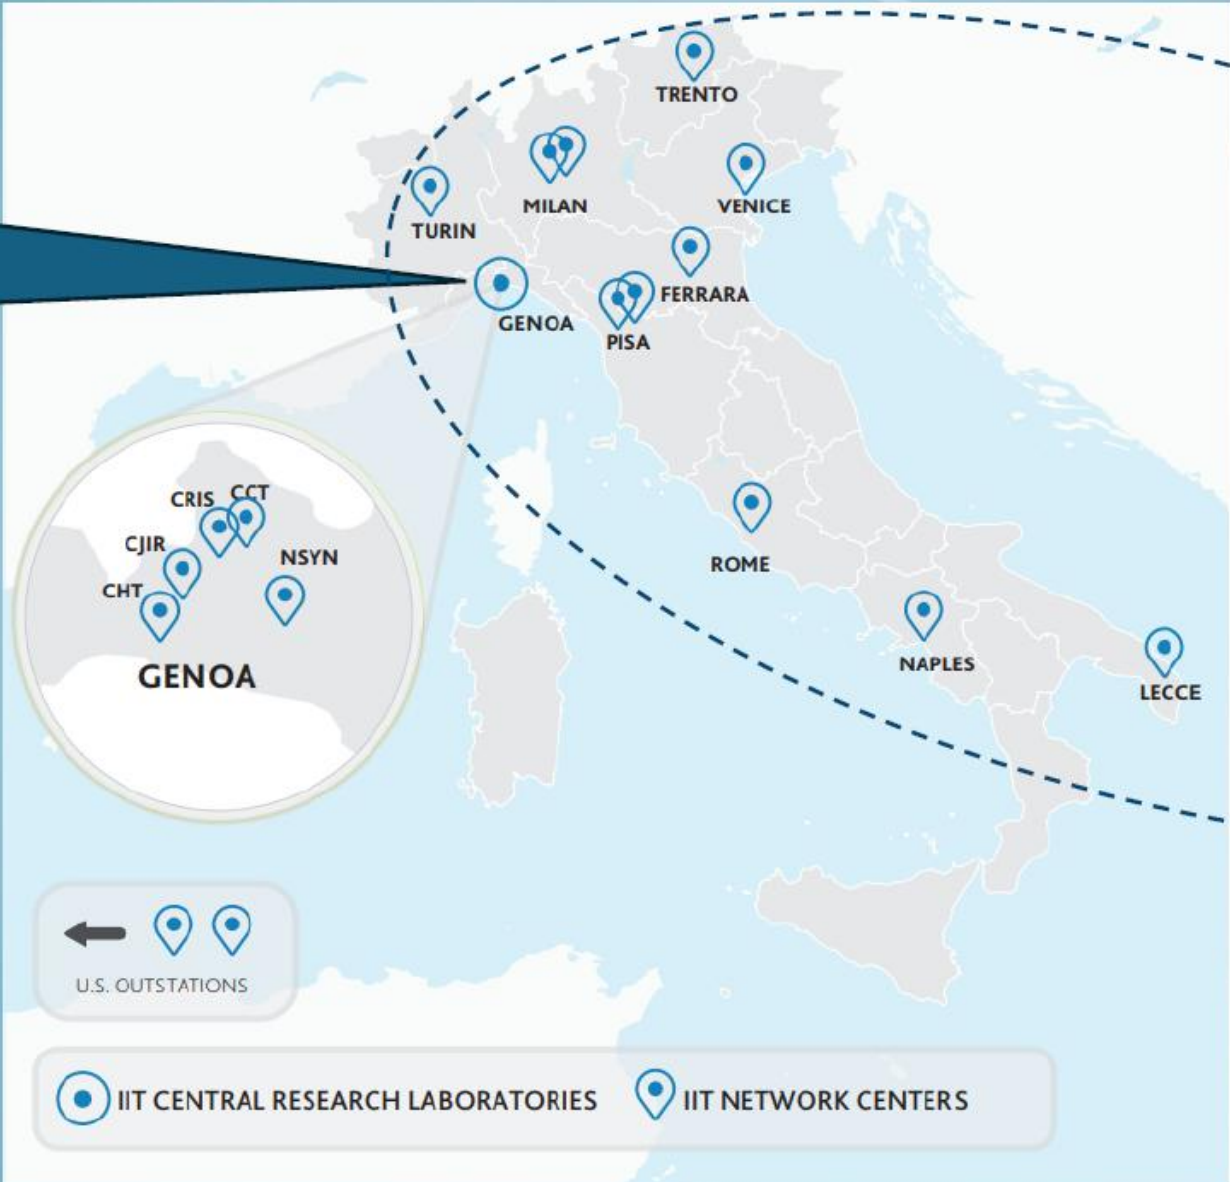 TRENTO
MILAN
VENICE
TURIN
FERRARA
GENOA
PISA
CRIS CCT
CJIR
NSYN
CHT
GENOA
ROME
NAPLES
LECCE
U.S. OUTSTATIONS
IIT CENTRAL RESEARCH LABORATORIES
IIT NETWORK CENTERS